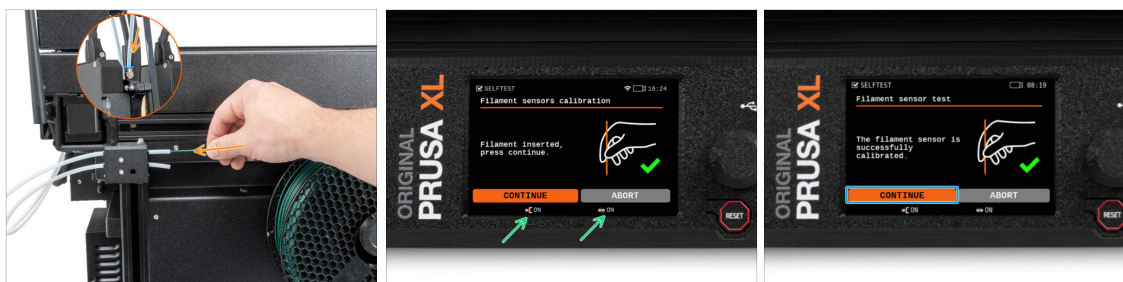 ORIGINAL
PRUSA XL
SELFTEST
16:24
Filament sensors calibration
Filament inserted,
press continue.
CONTINUE
ABORT
ON
ON
RESET
ORIGINAL
PRUSA XL
SELFTEST
08:19
Filament sensor test
The filament sensor is
successfully
calibrated.
CONTINUE
ABORT
ON
ON
RESET